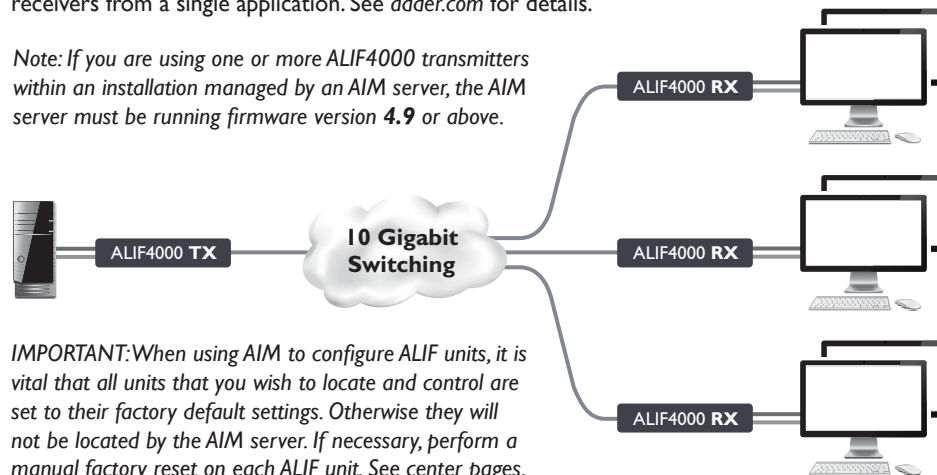 receivers from a single application. See adder.com for details.
Note: If you are using one or more ALIF4000 transmitters
within an installation managed by an AIM server, the AIM
server must be running firmware version 4.9 or above.
ALIF4000 RX
ALIF4000 TX
10 Gigabit
Switching
ALIF4000 RX
IMPORTANT: When using AIM to configure ALIF units, it is
vital that all units that you wish to locate and control are
set to their factory default settings. Otherwise they will
not be located by the AIM server. If necessary, perform a
manual factory reset on each ALIF unit. See center pages.
ALIF4000 RX